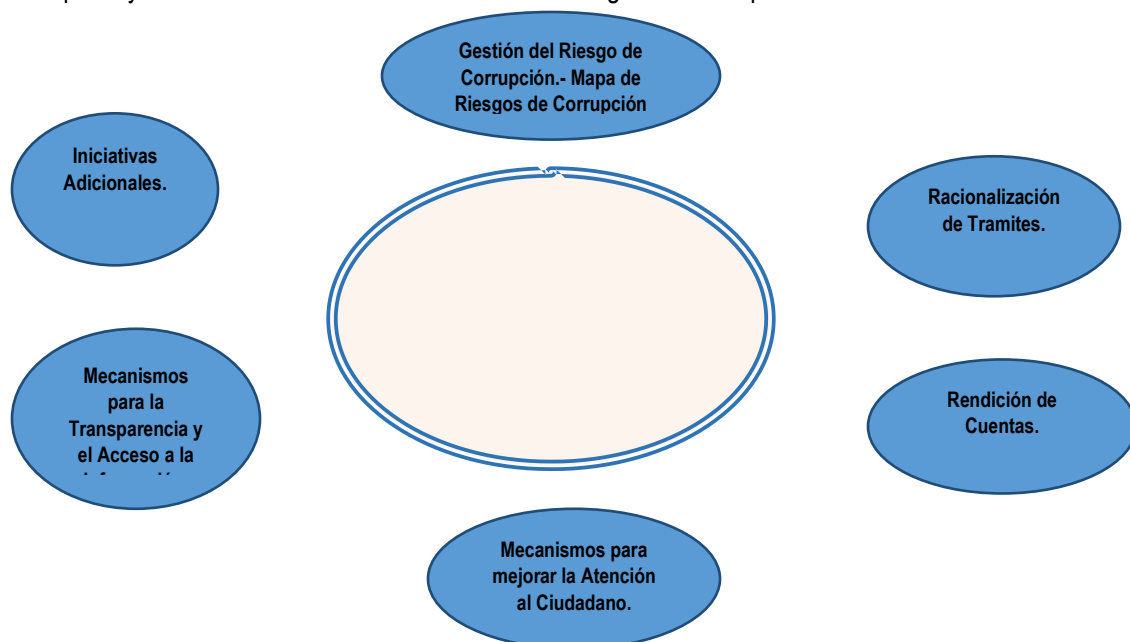 Gestión del Riesgo de
Corrupción.- Mapa de
Riesgos de Corrupción
Iniciativas
Adicionales.
Racionalización
de Tramites.
Mecanismos
para la
Transparencia y
el Acceso a la
Rendición de
Cuentas.
Mecanismos para
mejorar la Atención
al Ciudadano.